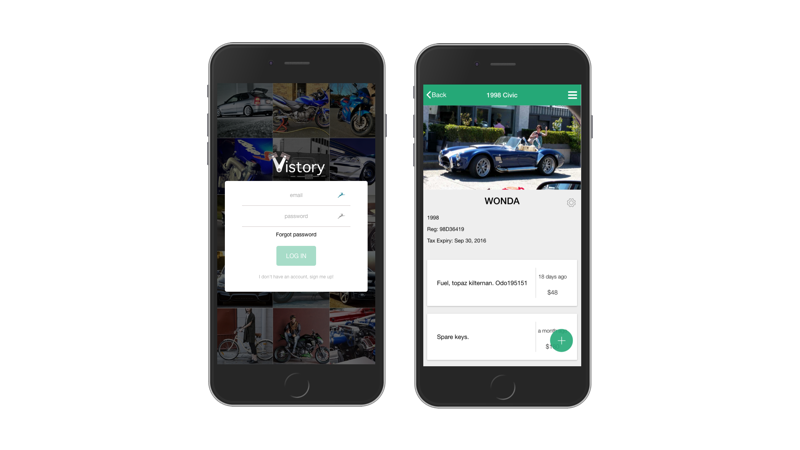 Vistory
email
password
Forgot password
LOG IN
I don't have an account, sign me up!
Back
1998 Civic
WONDA
1998
Reg: 98D36419
Tax Expiry: Sep 30, 2016
Fuel, topaz kilternan. Odo195151
18 days ago
$48
Spare keys.
a month
$
+